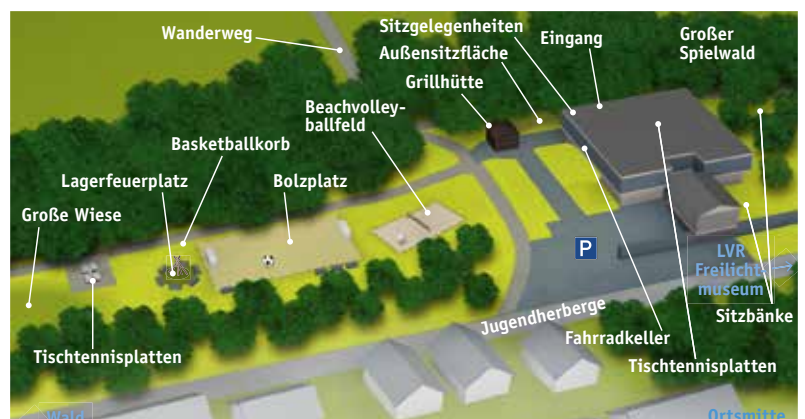 Wanderweg
Sitzgelegenheiten
Außensitzfläche
Grillhütte
Eingang
Großer
Spielwald
Beachvolley-
ballfeld
Basketballkorb
Lagerfeuerplatz
Bolzplatz
Große Wiese
P
LVR
Freilicht-
museum
Sitzbänke
Jugendherberge
Fahrradkeller
Tischtennisplatten
Tischtennisplatten
Wald
Ortsmitte